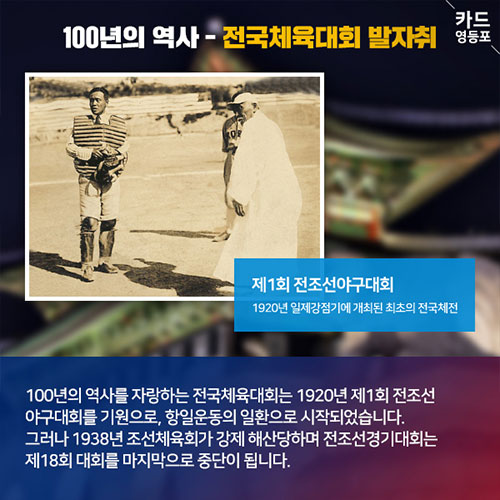 카드
영등포
100년의 역사 - 전국체육대회 발자취
제1회 전조선야구대회
1920년 일제강점기에 개최된 최초의 전국체전
100년의 역사를 자랑하는 전국체육대회는 1920년 제1회 전조선
야구대회를 기원으로, 항일운동의 일환으로 시작되었습니다.
그러나 1938년 조선체육회가 강제 해산당하며 전조선경기대회는
제18회 대회를 마지막으로 중단이 됩니다.